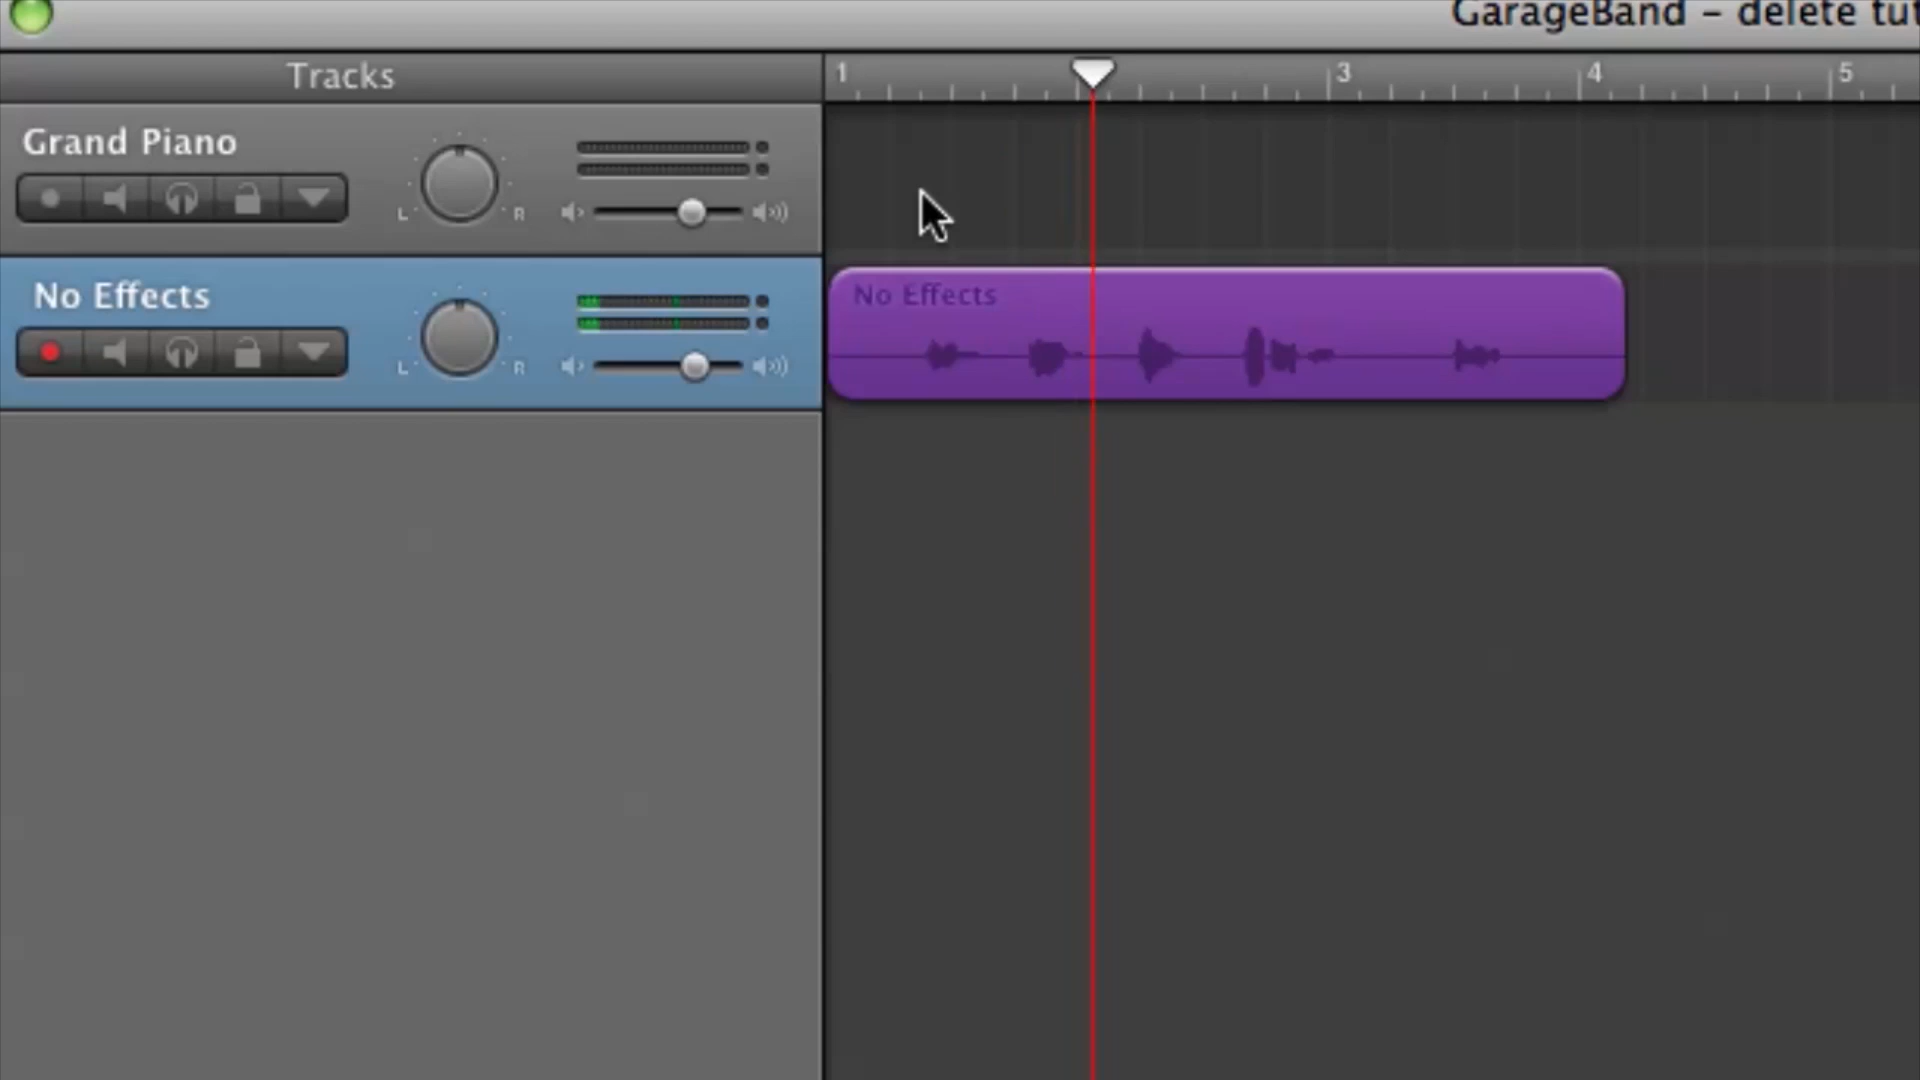 GarageBand – delete tut
Tracks
1 3 4 5
Grand Piano
L R
No Effects
L R
No Effects